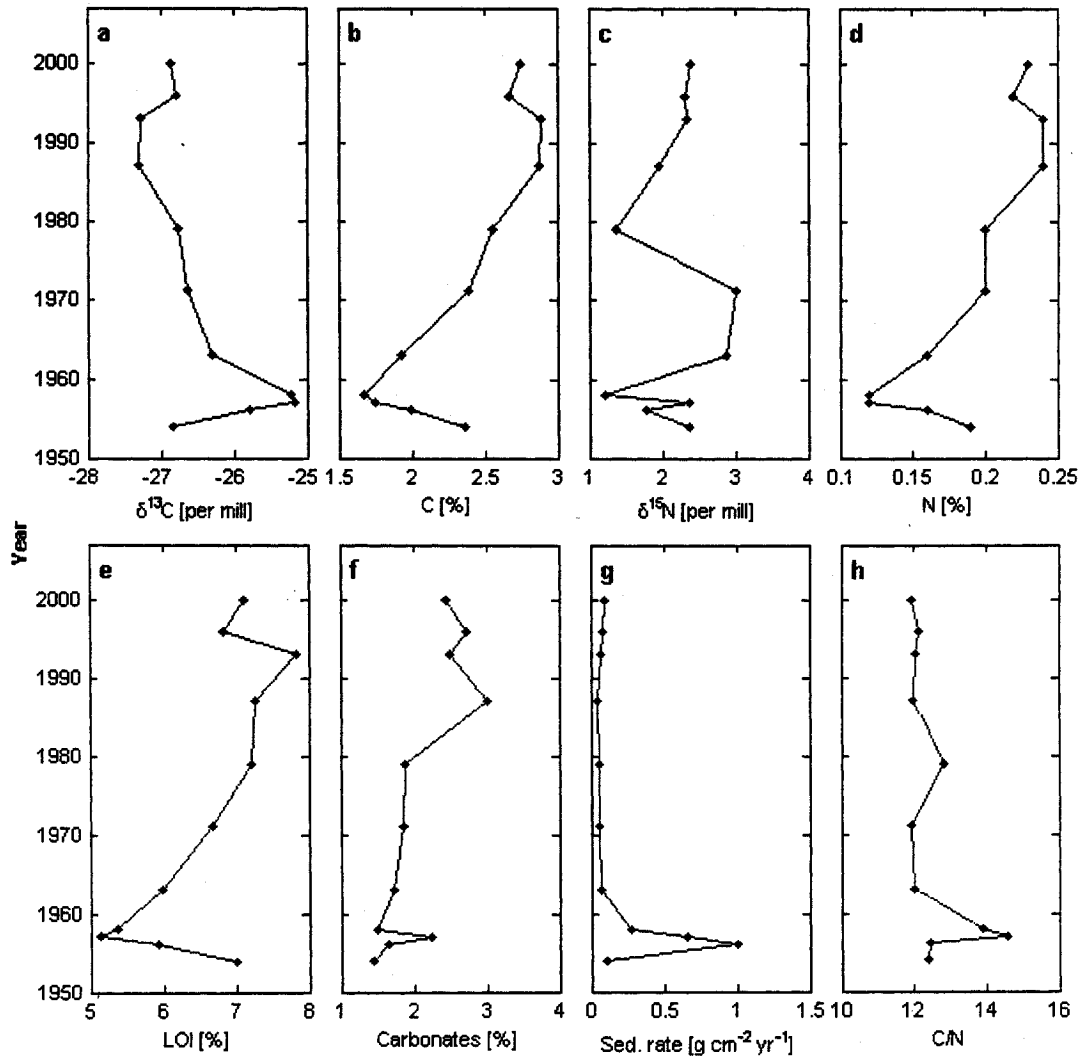 a b c d
2000
1990
1980
1970
1960
1950
-28 -27 -26 -25 1.5 2 2.5 3 1 2 3 4 0.1 0.15 0.2 0.25
δ¹³C [per mill] C [%] δ¹⁵N [per mill] N [%]
Year
e f g h
2000
1990
1980
1970
1960
1950
5 6 7 8 1 2 3 4 0 0.5 1 1.5 10 12 14 16
LOI [%] Carbonates [%] Sed. rate [g cm⁻² yr⁻¹] C/N